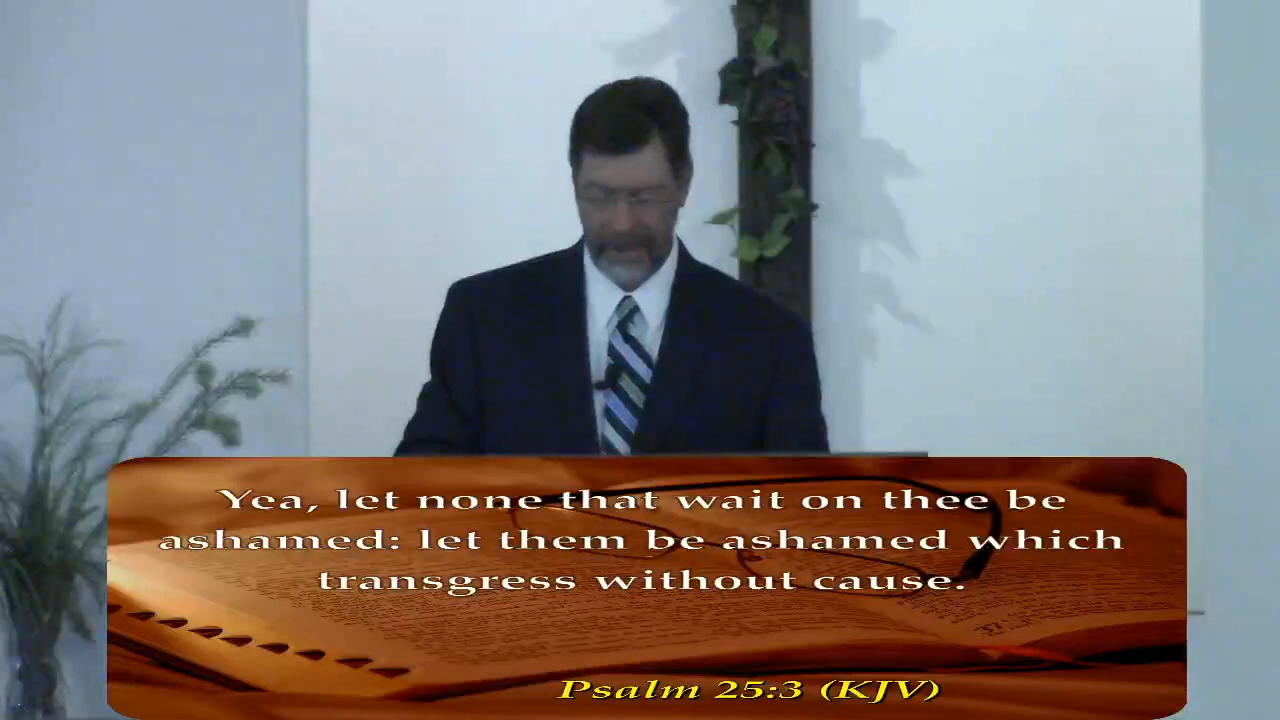 Yea, let none that wait on thee be
ashamed: let them be ashamed which
transgress without cause.
Psalm 25:3 (KJV)